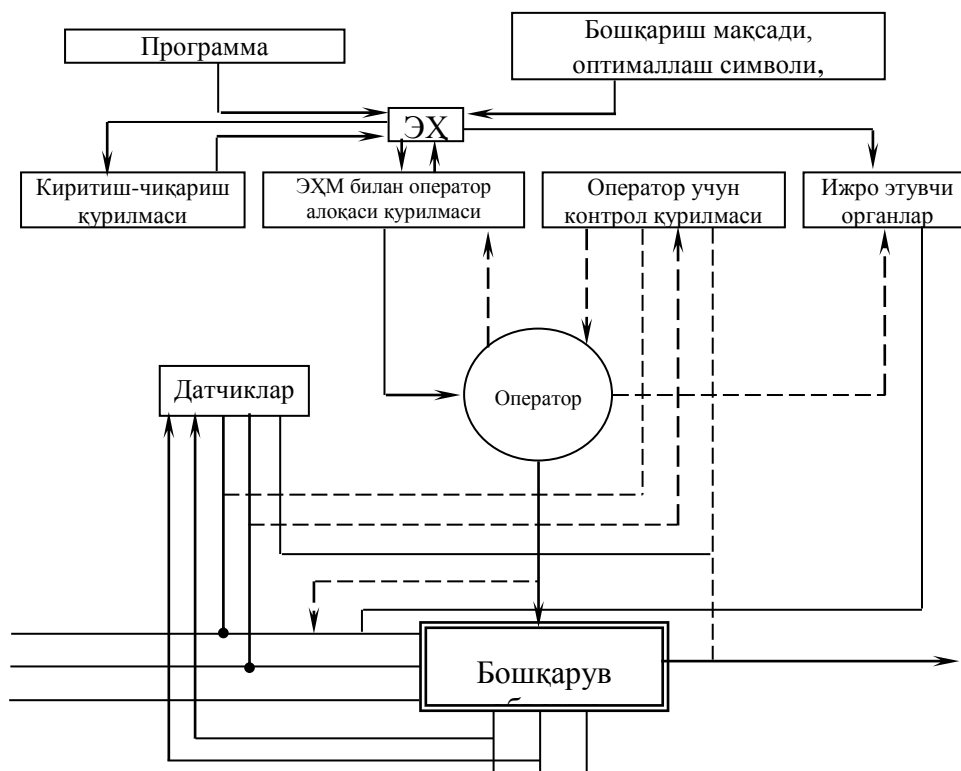 Программа
Бошқариш мақсади,
оптималлаш символи,
ЭҲ
Киритиш-чиқариш
қурилмаси
ЭҲМ билан оператор
алоқаси қурилмаси
Оператор учун
контрол қурилмаси
Ижро этувчи
органлар
Датчиклар
Оператор
Бошқарув